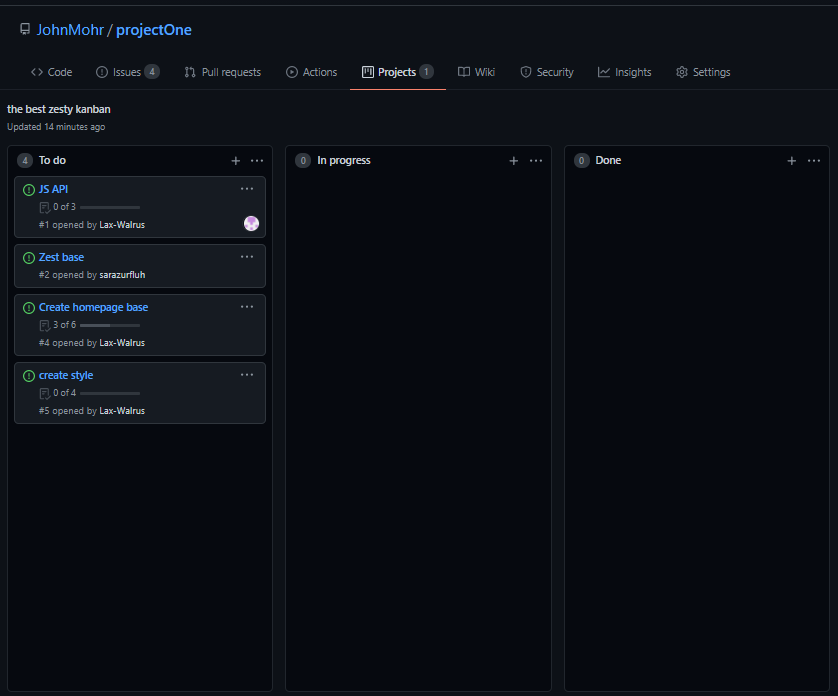 JohnMohr / projectOne
Code Issues 4 Pull requests Actions Projects 1 Wiki Security Insights Settings
the best zesty kanban
Updated 14 minutes ago
4 To do
JS API
0 of 3
#1 opened by Lax-Walrus
Zest base
#2 opened by sarazurfluh
Create homepage base
3 of 6
#4 opened by Lax-Walrus
create style
0 of 4
#5 opened by Lax-Walrus
0 In progress
0 Done